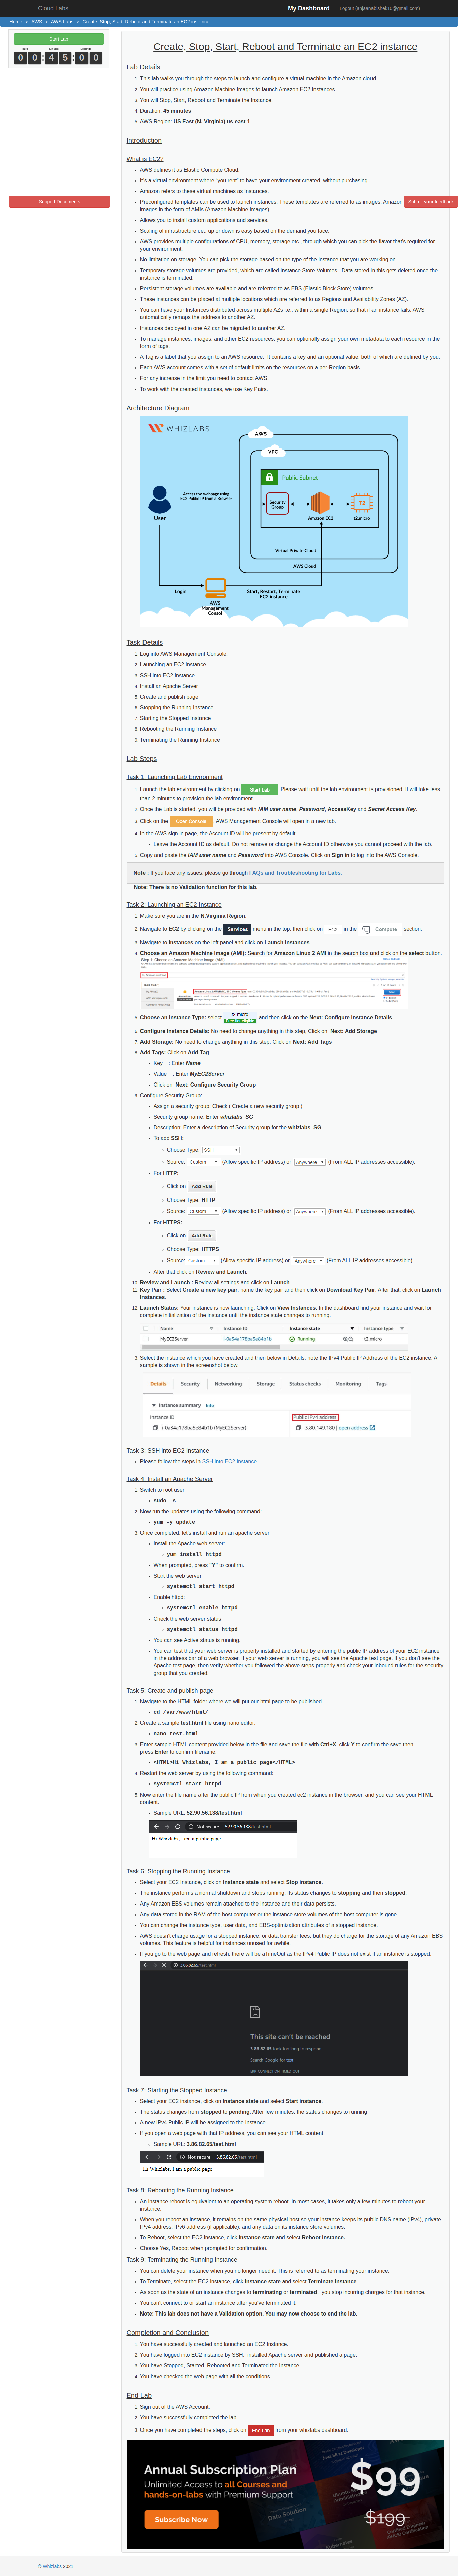 Cloud Labs
My Dashboard
Logout (anjwanabishek10@gmail.com)
Home » AWS » AWS Labs » Create, Stop, Start, Reboot and Terminate an EC2 instance
Start Lab
Hours Minutes Seconds
0 0 : 4 5 : 0 0
Support Documents
Submit your feedback
Create, Stop, Start, Reboot and Terminate an EC2 instance
Lab Details
1. This lab walks you through the steps to launch and configure a virtual machine in the Amazon cloud.
2. You will practice using Amazon Machine Images to launch Amazon EC2 Instances
3. You will Stop, Start, Reboot and Terminate the Instance.
4. Duration: 45 minutes
5. AWS Region: US East (N. Virginia) us-east-1
Introduction
What is EC2?
AWS defines it as Elastic Compute Cloud.
It's a virtual environment where "you rent" to have your environment created, without purchasing.
Amazon refers to these virtual machines as Instances.
Preconfigured templates can be used to launch instances. These templates are referred to as images. Amazon
images in the form of AMIs (Amazon Machine Images).
Allows you to install custom applications and services.
Scaling of infrastructure i.e., up or down is easy based on the demand you face.
AWS provides multiple configurations of CPU, memory, storage etc., through which you can pick the flavor that's required for
your environment.
No limitation on storage. You can pick the storage based on the type of the instance that you are working on.
Temporary storage volumes are provided, which are called Instance Store Volumes. Data stored in this gets deleted once the
instance is terminated.
Persistent storage volumes are available and are referred to as EBS (Elastic Block Store) volumes.
These instances can be placed at multiple locations which are referred to as Regions and Availability Zones (AZ).
You can have your Instances distributed across multiple AZs i.e., within a single Region, so that if an instance fails, AWS
automatically remaps the address to another AZ.
Instances deployed in one AZ can be migrated to another AZ.
To manage instances, images, and other EC2 resources, you can optionally assign your own metadata to each resource in the
form of tags.
A Tag is a label that you assign to an AWS resource. It contains a key and an optional value, both of which are defined by you.
Each AWS account comes with a set of default limits on the resources on a per-Region basis.
For any increase in the limit you need to contact AWS.
To work with the created instances, we use Key Pairs.
Architecture Diagram
WHIZLABS
AWS
VPC
Public Subnet
Access the webpage using
EC2 Public IP from a Browser
User
Security
Group
Amazon EC2
T2
t2.micro
Virtual Private Cloud
AWS Cloud
Login
Start, Restart, Terminate
EC2 instance
AWS
Management
Consol
Task Details
1. Log into AWS Management Console.
2. Launching an EC2 Instance
3. SSH into EC2 Instance
4. Install an Apache Server
5. Create and publish page
6. Stopping the Running Instance
7. Starting the Stopped Instance
8. Rebooting the Running Instance
9. Terminating the Running Instance
Lab Steps
Task 1: Launching Lab Environment
1. Launch the lab environment by clicking on Start Lab Please wait until the lab environment is provisioned. It will take less
than 2 minutes to provision the lab environment.
2. Once the Lab is started, you will be provided with IAM user name, Password, AccessKey and Secret Access Key.
3. Click on the Open Console, AWS Management Console will open in a new tab.
4. In the AWS sign in page, the Account ID will be present by default.
Leave the Account ID as default. Do not remove or change the Account ID otherwise you cannot proceed with the lab.
5. Copy and paste the IAM user name and Password into AWS Console. Click on Sign in to log into the AWS Console.
Note : If you face any issues, please go through FAQs and Troubleshooting for Labs.
Note: There is no Validation function for this lab.
Task 2: Launching an EC2 Instance
1. Make sure you are in the N.Virginia Region.
2. Navigate to EC2 by clicking on the Services menu in the top, then click on EC2 in the Compute section.
3. Navigate to Instances on the left panel and click on Launch Instances
4. Choose an Amazon Machine Image (AMI): Search for Amazon Linux 2 AMI in the search box and click on the select button.
Step 1: Choose an Amazon Machine Image (AMI)
5. Choose an Instance Type: select t2.micro Free tier eligible and then click on the Next: Configure Instance Details
6. Configure Instance Details: No need to change anything in this step, Click on Next: Add Storage
7. Add Storage: No need to change anything in this step, Click on Next: Add Tags
8. Add Tags: Click on Add Tag
Key : Enter Name
Value : Enter MyEC2Server
Click on Next: Configure Security Group
9. Configure Security Group:
Assign a security group: Check ( Create a new security group )
Security group name: Enter whizlabs_SG
Description: Enter a description of Security group for the whizlabs_SG
To add SSH:
Choose Type: SSH
Source: Custom (Allow specific IP address) or Anywhere (From ALL IP addresses accessible).
For HTTP:
Click on Add Rule
Choose Type: HTTP
Source: Custom (Allow specific IP address) or Anywhere (From ALL IP addresses accessible).
For HTTPS:
Click on Add Rule
Choose Type: HTTPS
Source: Custom (Allow specific IP address) or Anywhere (From ALL IP addresses accessible).
After that click on Review and Launch.
10. Review and Launch : Review all settings and click on Launch.
11. Key Pair : Select Create a new key pair, name the key pair and then click on Download Key Pair. After that, click on Launch
Instances.
12. Launch Status: Your instance is now launching, Click on View Instances. In the dashboard find your instance and wait for
complete initialization of the instance until the instance state changes to running.
Name Instance ID Instance state Instance type
MyEC2Server i-0a34a178ba5e84b1b Running t2.micro
3. Select the instance which you have created and then below in Details, note the IPv4 Public IP Address of the EC2 instance. A
sample is shown in the screenshot below.
Details Security Networking Storage Status checks Monitoring Tags
Instance summary Info
Instance ID Public IPv4 address
i-0a34a178ba5e84b1b (MyEC2Server) 3.80.149.180 | open address
Task 3: SSH into EC2 Instance
Please follow the steps in SSH into EC2 Instance.
Task 4: Install an Apache Server
1. Switch to root user
sudo -s
2. Now run the updates using the following command:
yum -y update
3. Once completed, let's install and run an apache server
Install the Apache web server:
yum install httpd
When prompted, press "Y" to confirm.
Start the web server
systemctl start httpd
Enable httpd:
systemctl enable httpd
Check the web server status
systemctl status httpd
You can see Active status is running.
You can test that your web server is properly installed and started by entering the public IP address of your EC2 instance
in the address bar of a web browser. If your web server is running, you will see the Apache test page. If you don't see the
Apache test page, then verify whether you followed the above steps properly and check your inbound rules for the security
group that you created.
Task 5: Create and publish page
1. Navigate to the HTML folder where we will put our html page to be published.
cd /var/www/html/
2. Create a sample test.html file using nano editor:
nano test.html
3. Enter sample HTML content provided below in the file and save the file with Ctrl+X, click Y to confirm the save then
press Enter to confirm filename.
<HTML>Hi Whizlabs, I am a public page</HTML>
4. Restart the web server by using the following command:
systemctl start httpd
5. Now enter the file name after the public IP from when you created ec2 instance in the browser, and you can see your HTML
content.
Sample URL: 52.90.56.138/test.html
Not secure | 52.90.56.138/test.html
Hi Whizlabs, I am a public page
Task 6: Stopping the Running Instance
Select your EC2 Instance, click on Instance state and select Stop instance.
The instance performs a normal shutdown and stops running. Its status changes to stopping and then stopped.
Any Amazon EBS volumes remain attached to the instance and their data persists.
Any data stored in the RAM of the host computer or the instance store volumes of the host computer is gone.
You can change the instance type, user data, and EBS-optimization attributes of a stopped instance.
AWS doesn't charge usage for a stopped instance, or data transfer fees, but they do charge for the storage of any Amazon EBS
volumes. This feature is helpful for instances unused for awhile.
If you go to the web page and refresh, there will be aTimeOut as the IPv4 Public IP does not exist if an instance is stopped.
3.86.82.65/test.html
This site can't be reached
3.86.82.65 took too long to respond.
Search Google for test
ERR_CONNECTION_TIMED_OUT
Task 7: Starting the Stopped Instance
Select your EC2 instance, click on Instance state and select Start instance.
The status changes from stopped to pending. After few minutes, the status changes to running
A new IPv4 Public IP will be assigned to the Instance.
If you open a web page with that IP address, you can see your HTML content
Sample URL: 3.86.82.65/test.html
Not secure | 3.86.82.65/test.html
Hi Whizlabs, I am a public page
Task 8: Rebooting the Running Instance
An instance reboot is equivalent to an operating system reboot. In most cases, it takes only a few minutes to reboot your
instance.
When you reboot an instance, it remains on the same physical host so your instance keeps its public DNS name (IPv4), private
IPv4 address, IPv6 address (if applicable), and any data on its instance store volumes.
To Reboot, select the EC2 instance, click Instance state and select Reboot instance.
Choose Yes, Reboot when prompted for confirmation.
Task 9: Terminating the Running Instance
You can delete your instance when you no longer need it. This is referred to as terminating your instance.
To Terminate, select the EC2 instance, click Instance state and select Terminate instance.
As soon as the state of an instance changes to terminating or terminated, you stop incurring charges for that instance.
You can't connect to or start an instance after you've terminated it.
Note: This lab does not have a Validation option. You may now choose to end the lab.
Completion and Conclusion
1. You have successfully created and launched an EC2 Instance.
2. You have logged into EC2 instance by SSH, installed Apache server and published a page.
3. You have Stopped, Started, Rebooted and Terminated the Instance
4. You have checked the web page with all the conditions.
End Lab
1. Sign out of the AWS Account.
2. You have successfully completed the lab.
3. Once you have completed the steps, click on End Lab from your whizlabs dashboard.
Annual Subscription Plan
Unlimited Access to all Courses and
hands-on-labs with Premium Support
Subscribe Now
$99
$199
© Whizlabs 2021